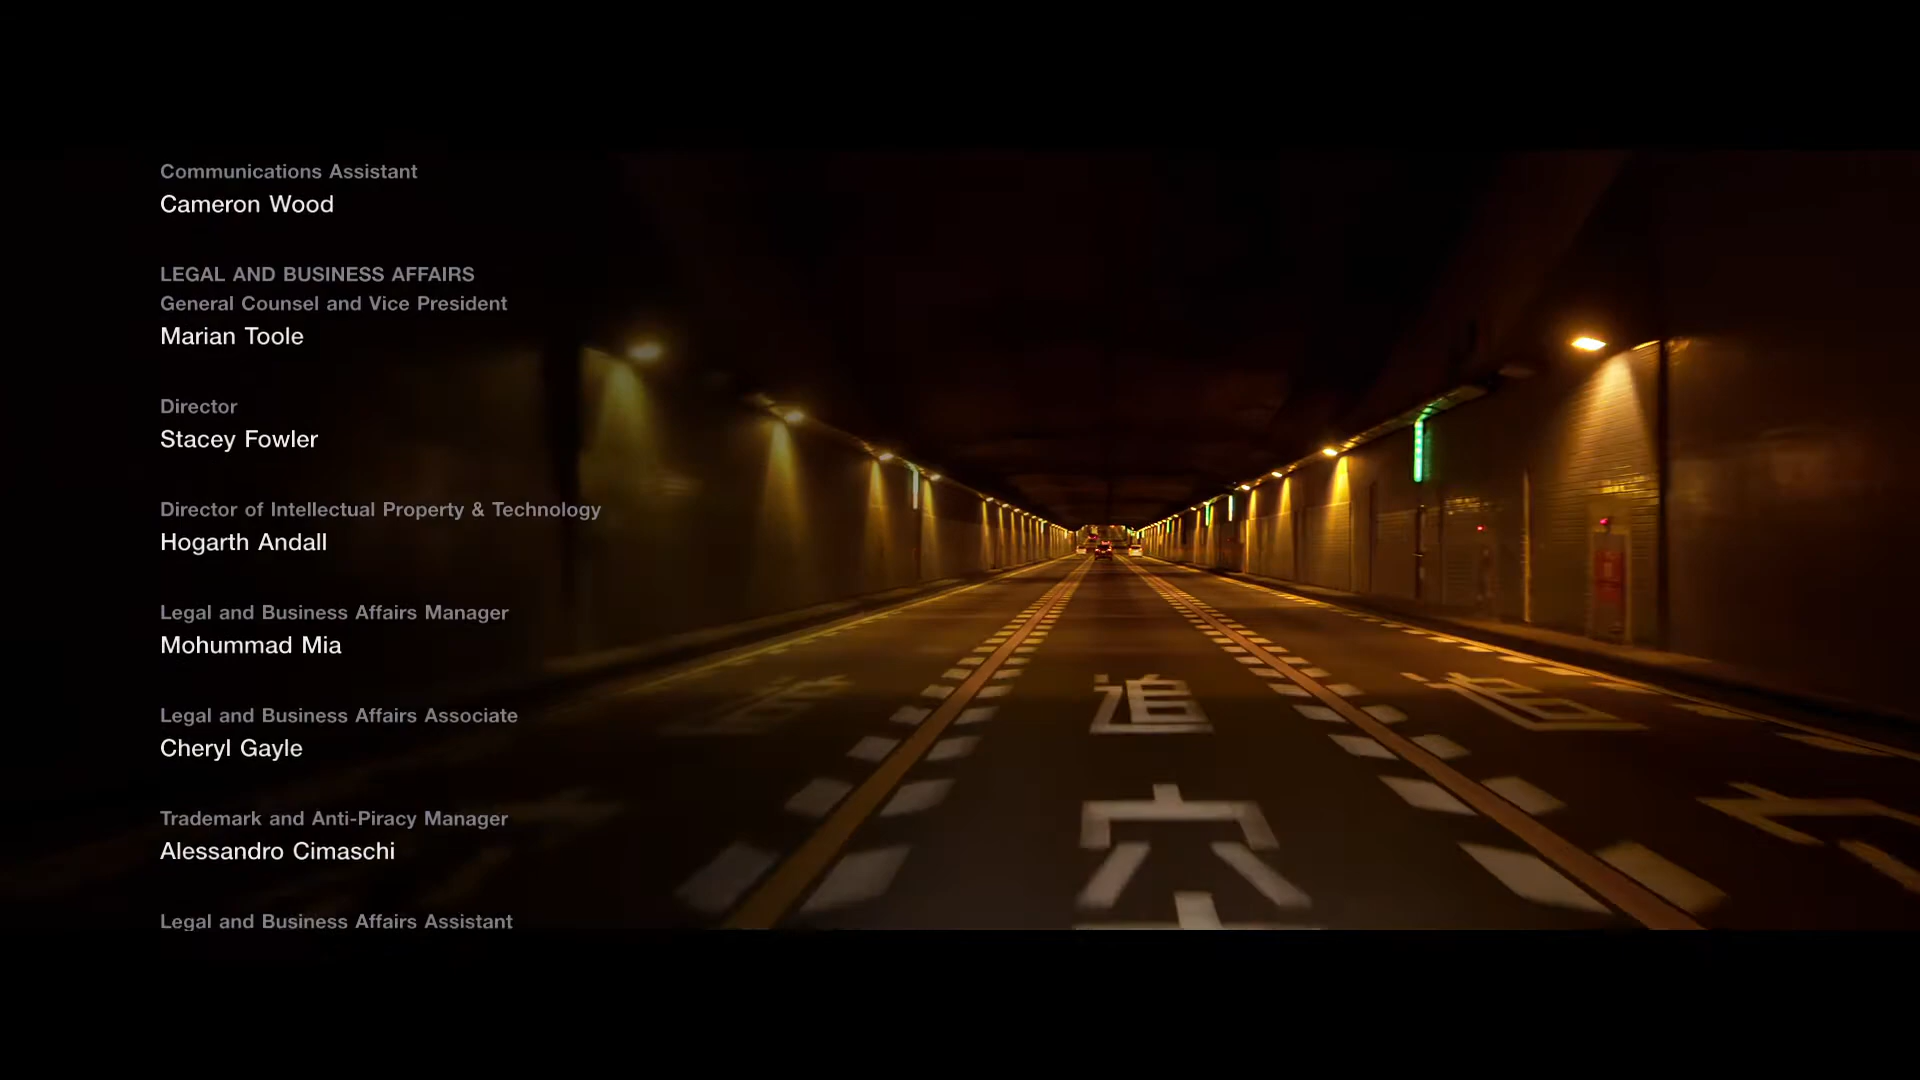 Communications Assistant
Cameron Wood
LEGAL AND BUSINESS AFFAIRS
General Counsel and Vice President
Marian Toole
Director
Stacey Fowler
Director of Intellectual Property & Technology
Hogarth Andall
Legal and Business Affairs Manager
Mohummad Mia
Legal and Business Affairs Associate
Cheryl Gayle
Trademark and Anti-Piracy Manager
Alessandro Cimaschi
Legal and Business Affairs Assistant
追
追
追